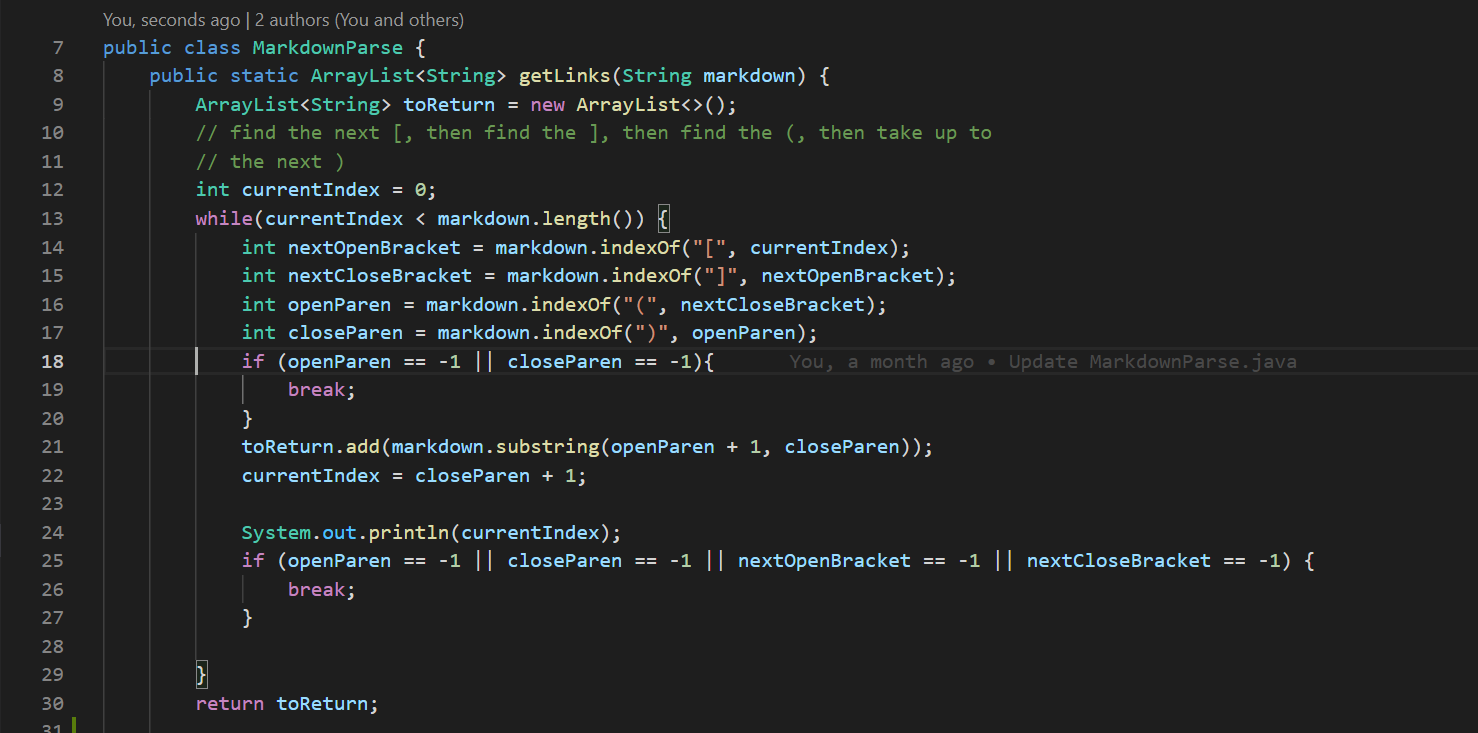 You, seconds ago | 2 authors (You and others)
7 public class MarkdownParse {
8 public static ArrayList<String> getLinks(String markdown) {
9 ArrayList<String> toReturn = new ArrayList<>();
10 // find the next [, then find the ], then find the (, then take up to
11 // the next )
12 int currentIndex = 0;
13 while(currentIndex < markdown.length()) {
14 int nextOpenBracket = markdown.indexOf("[", currentIndex);
15 int nextCloseBracket = markdown.indexOf("]", nextOpenBracket);
16 int openParen = markdown.indexOf("(", nextCloseBracket);
17 int closeParen = markdown.indexOf(")", openParen);
18 if (openParen == -1 || closeParen == -1){ You, a month ago • Update MarkdownParse.java
19 break;
20 }
21 toReturn.add(markdown.substring(openParen + 1, closeParen));
22 currentIndex = closeParen + 1;
23
24 System.out.println(currentIndex);
25 if (openParen == -1 || closeParen == -1 || nextOpenBracket == -1 || nextCloseBracket == -1) {
26 break;
27 }
28
29 }
30 return toReturn;
31